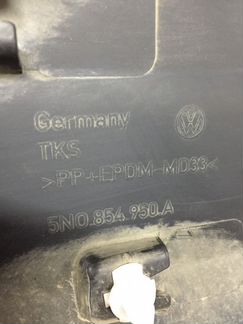 Germany
TKS
>PP+EPDM-MD33<
5N0.854.950.A